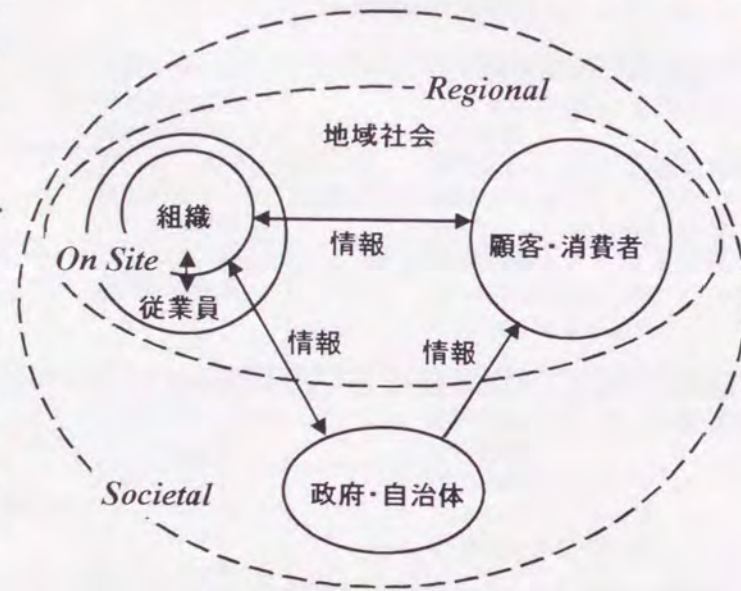 Regional
地域社会
組織
情報
顧客・消費者
On Site
従業員
情報
情報
Societal
政府・自治体